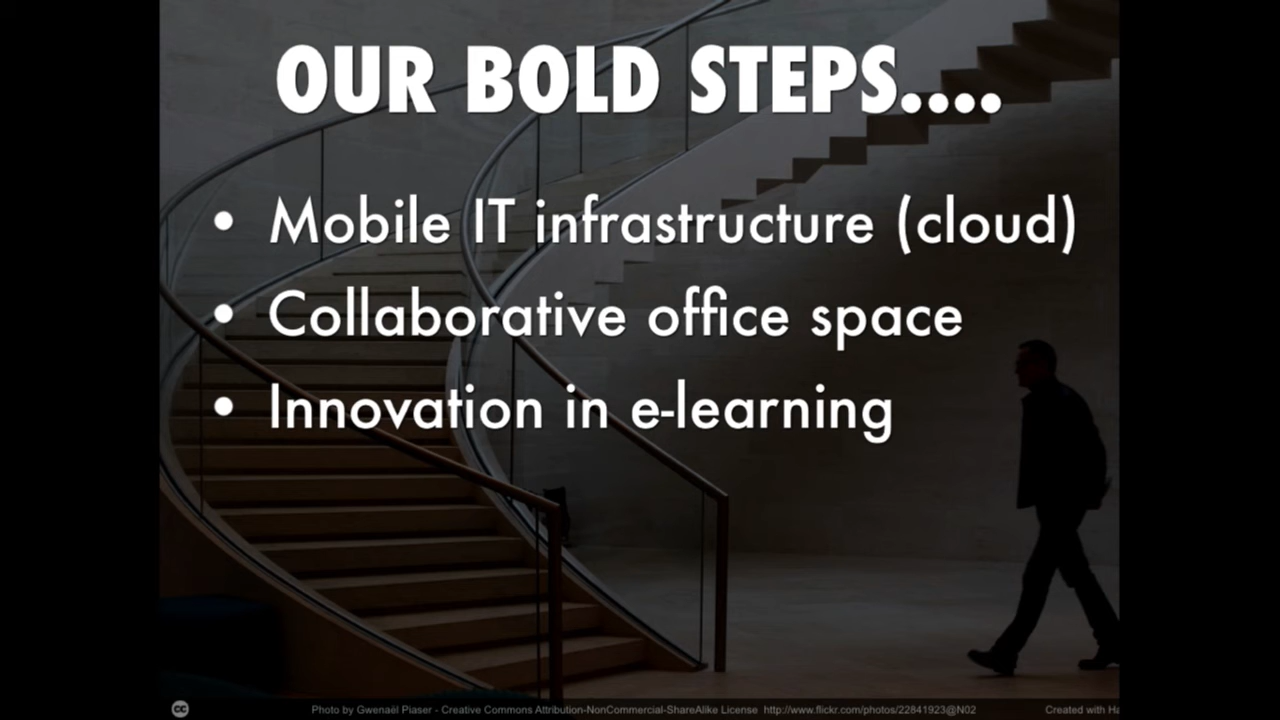 OUR BOLD STEPS....
• Mobile IT infrastructure (cloud)
• Collaborative office space
• Innovation in e-learning
cc
Photo by Gwenaël Piaser - Creative Commons Attribution-NonCommercial-ShareAlike License http://www.flickr.com/photos/22841923@N02
Created with Ha